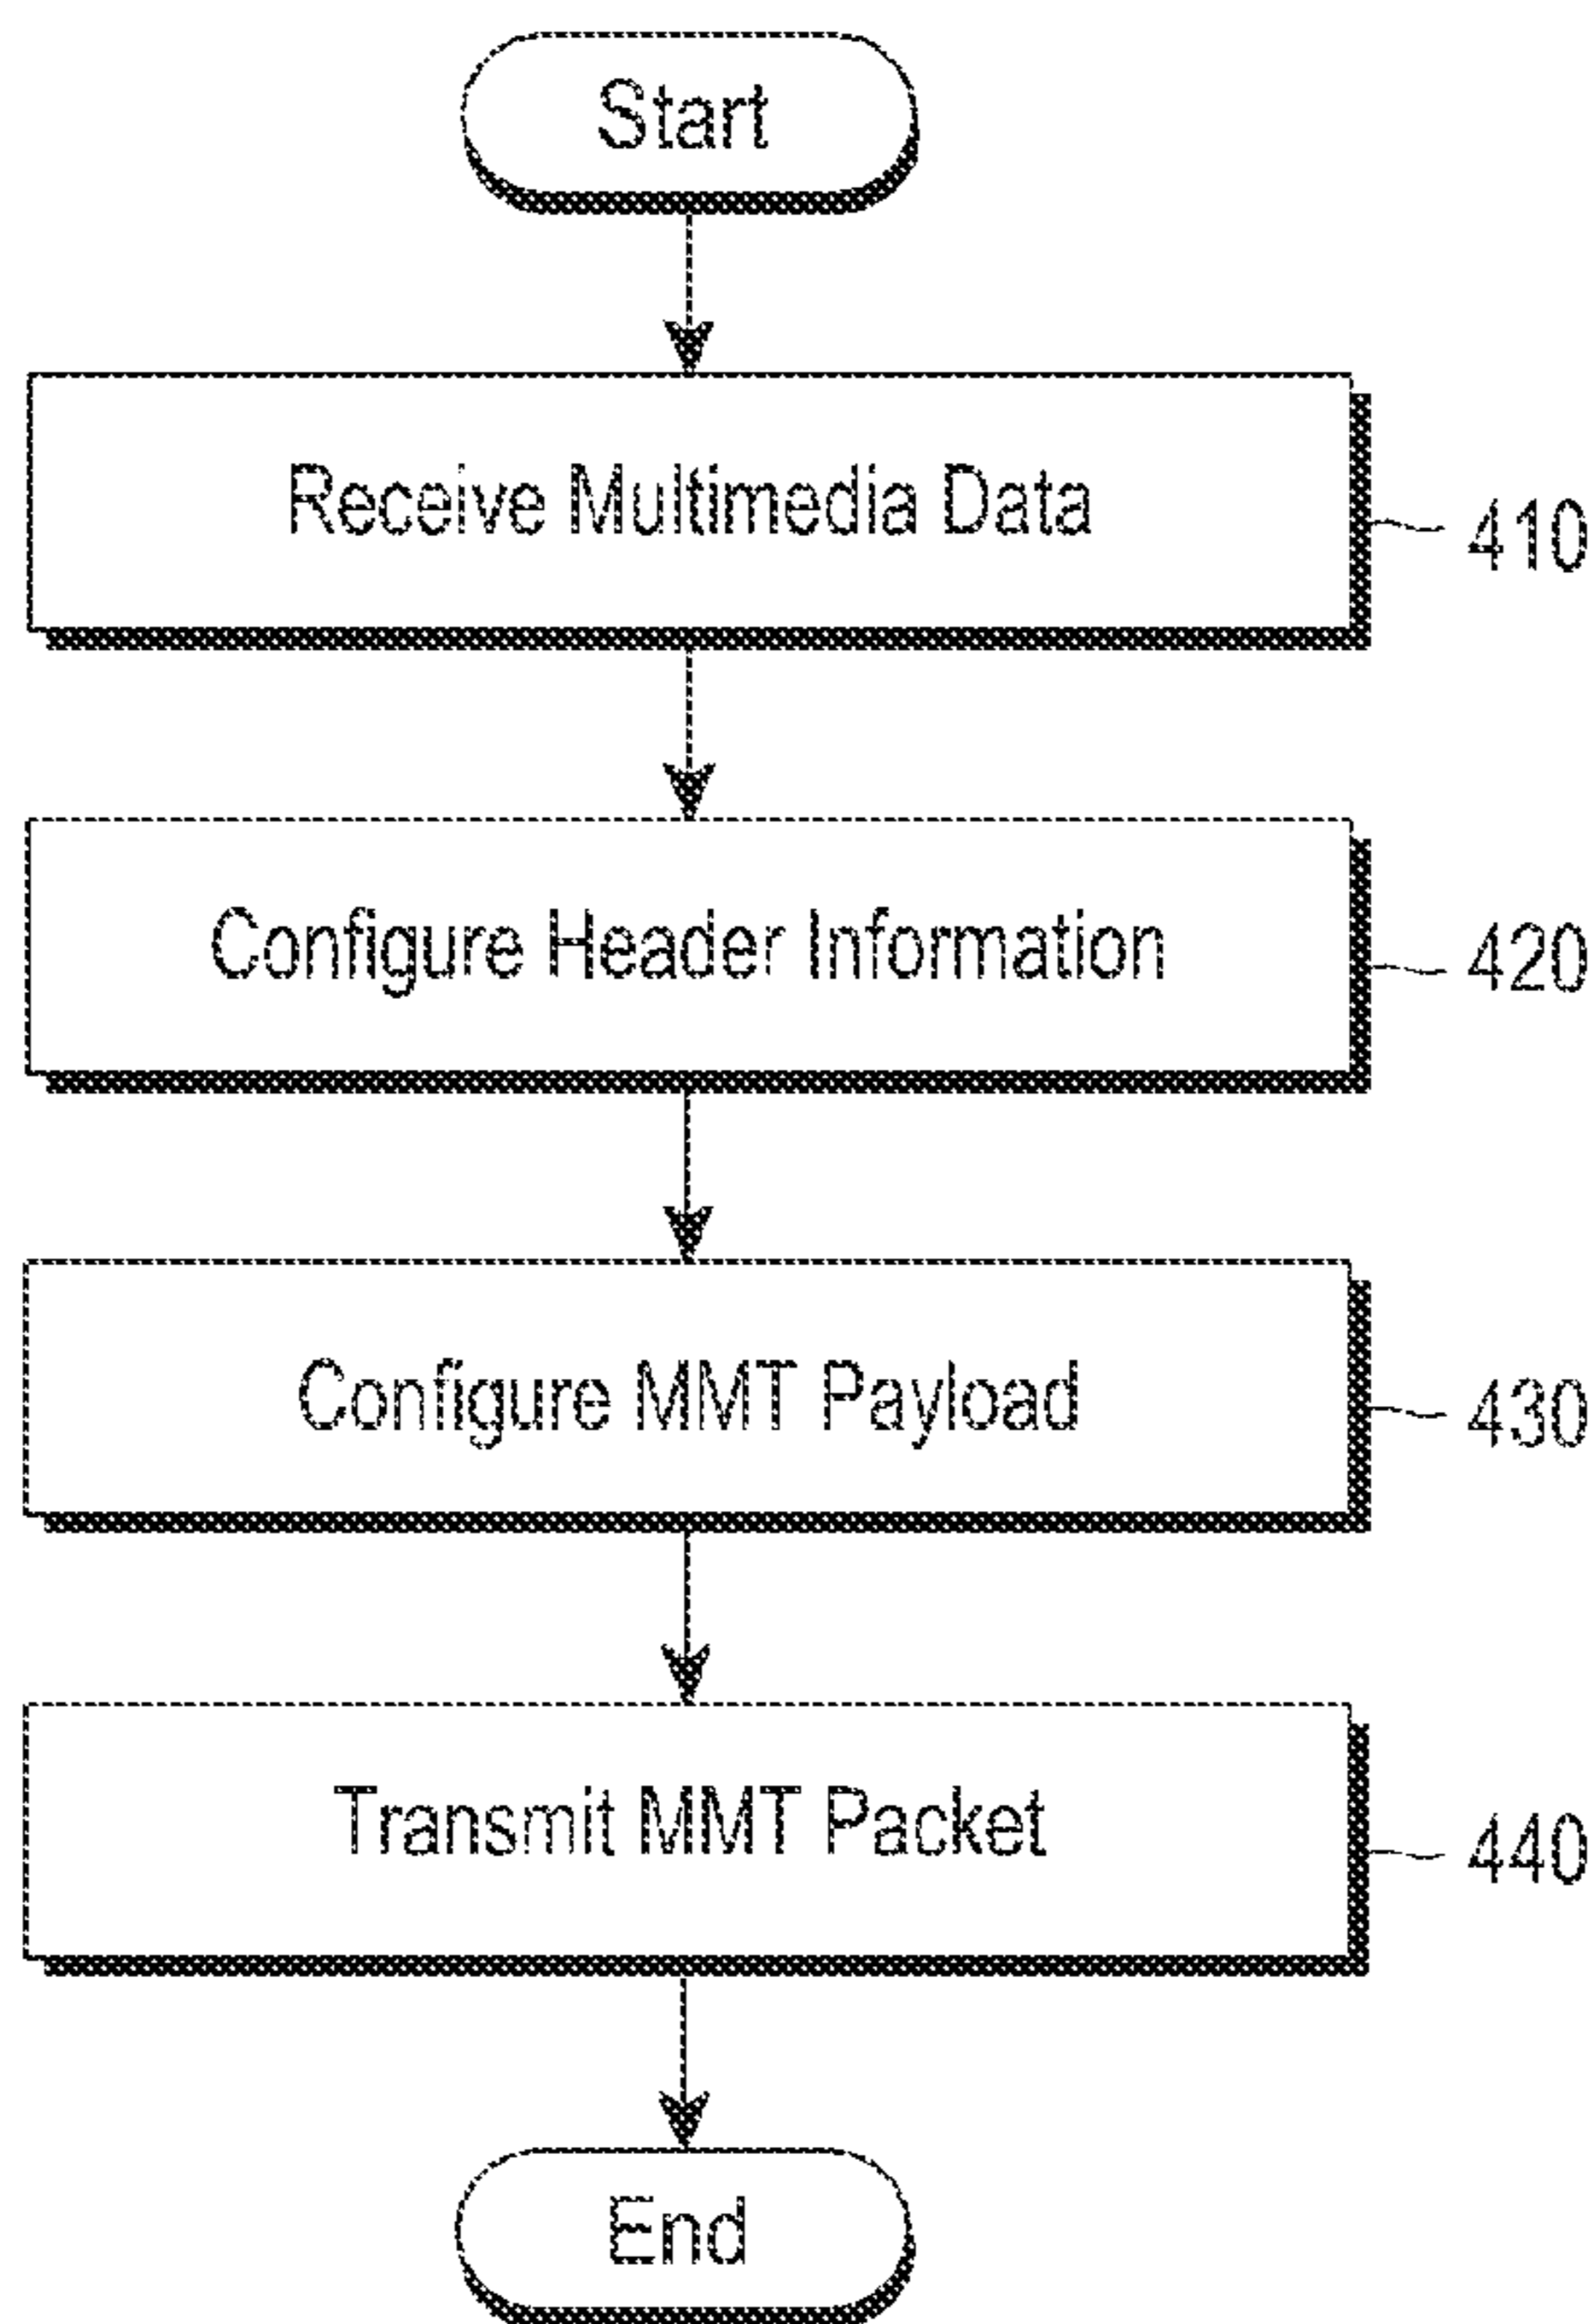 Start
Receive Multimedia Data
410
Configure Header Information
420
Configure MMT Payload
430
Transmit MMT Packet
440
End